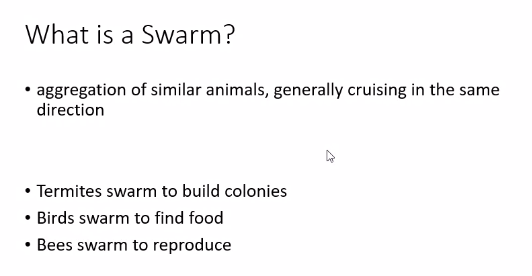 What is a Swarm?
• aggregation of similar animals, generally cruising in the same
direction
• Termites swarm to build colonies
• Birds swarm to find food
• Bees swarm to reproduce